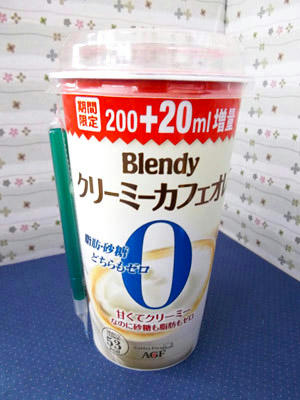 期間
限定
200+20ml増量
Blendy
クリーミーカフェオレ
脂肪・砂糖
どちらもゼロ
0
甘くてクリーミー
なのに砂糖も脂肪もゼロ
53
AGF